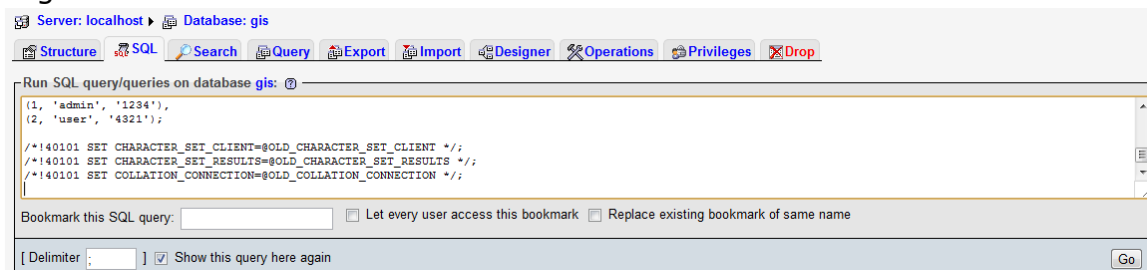 Server: localhost ▸ Database: gis
Structure SQL Search Query Export Import Designer Operations Privileges Drop
Run SQL query/queries on database gis:
(1, 'admin', '1234'),
(2, 'user', '4321');
/*!40101 SET CHARACTER_SET_CLIENT=@OLD_CHARACTER_SET_CLIENT */;
/*!40101 SET CHARACTER_SET_RESULTS=@OLD_CHARACTER_SET_RESULTS */;
/*!40101 SET COLLATION_CONNECTION=@OLD_COLLATION_CONNECTION */;
Bookmark this SQL query: Let every user access this bookmark Replace existing bookmark of same name
[ Delimiter ; ] Show this query here again Go